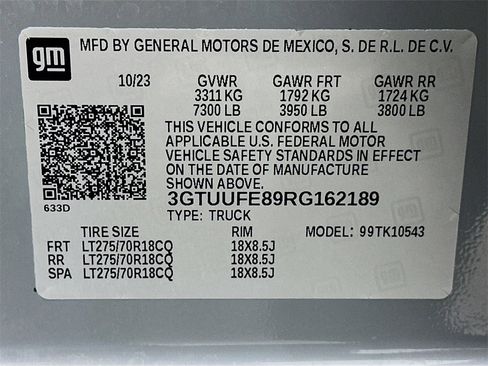 gm MFD BY GENERAL MOTORS DE MEXICO, S. DE R.L. DE C.V.
10/23 GVWR GAWR FRT GAWR RR
3311 KG 1792 KG 1724 KG
7300 LB 3950 LB 3800 LB
THIS VEHICLE CONFORMS TO ALL
APPLICABLE U.S. FEDERAL MOTOR
VEHICLE SAFETY STANDARDS IN EFFECT
ON THE DATE OF MANUFACTURE
SHOWN ABOVE.
633D 3GTUUFE89RG162189
TYPE: TRUCK
TIRE SIZE RIM MODEL: 99TK10543
FRT LT275/70R18CQ 18X8.5J
RR LT275/70R18CQ 18X8.5J
SPA LT275/70R18CQ 18X8.5J